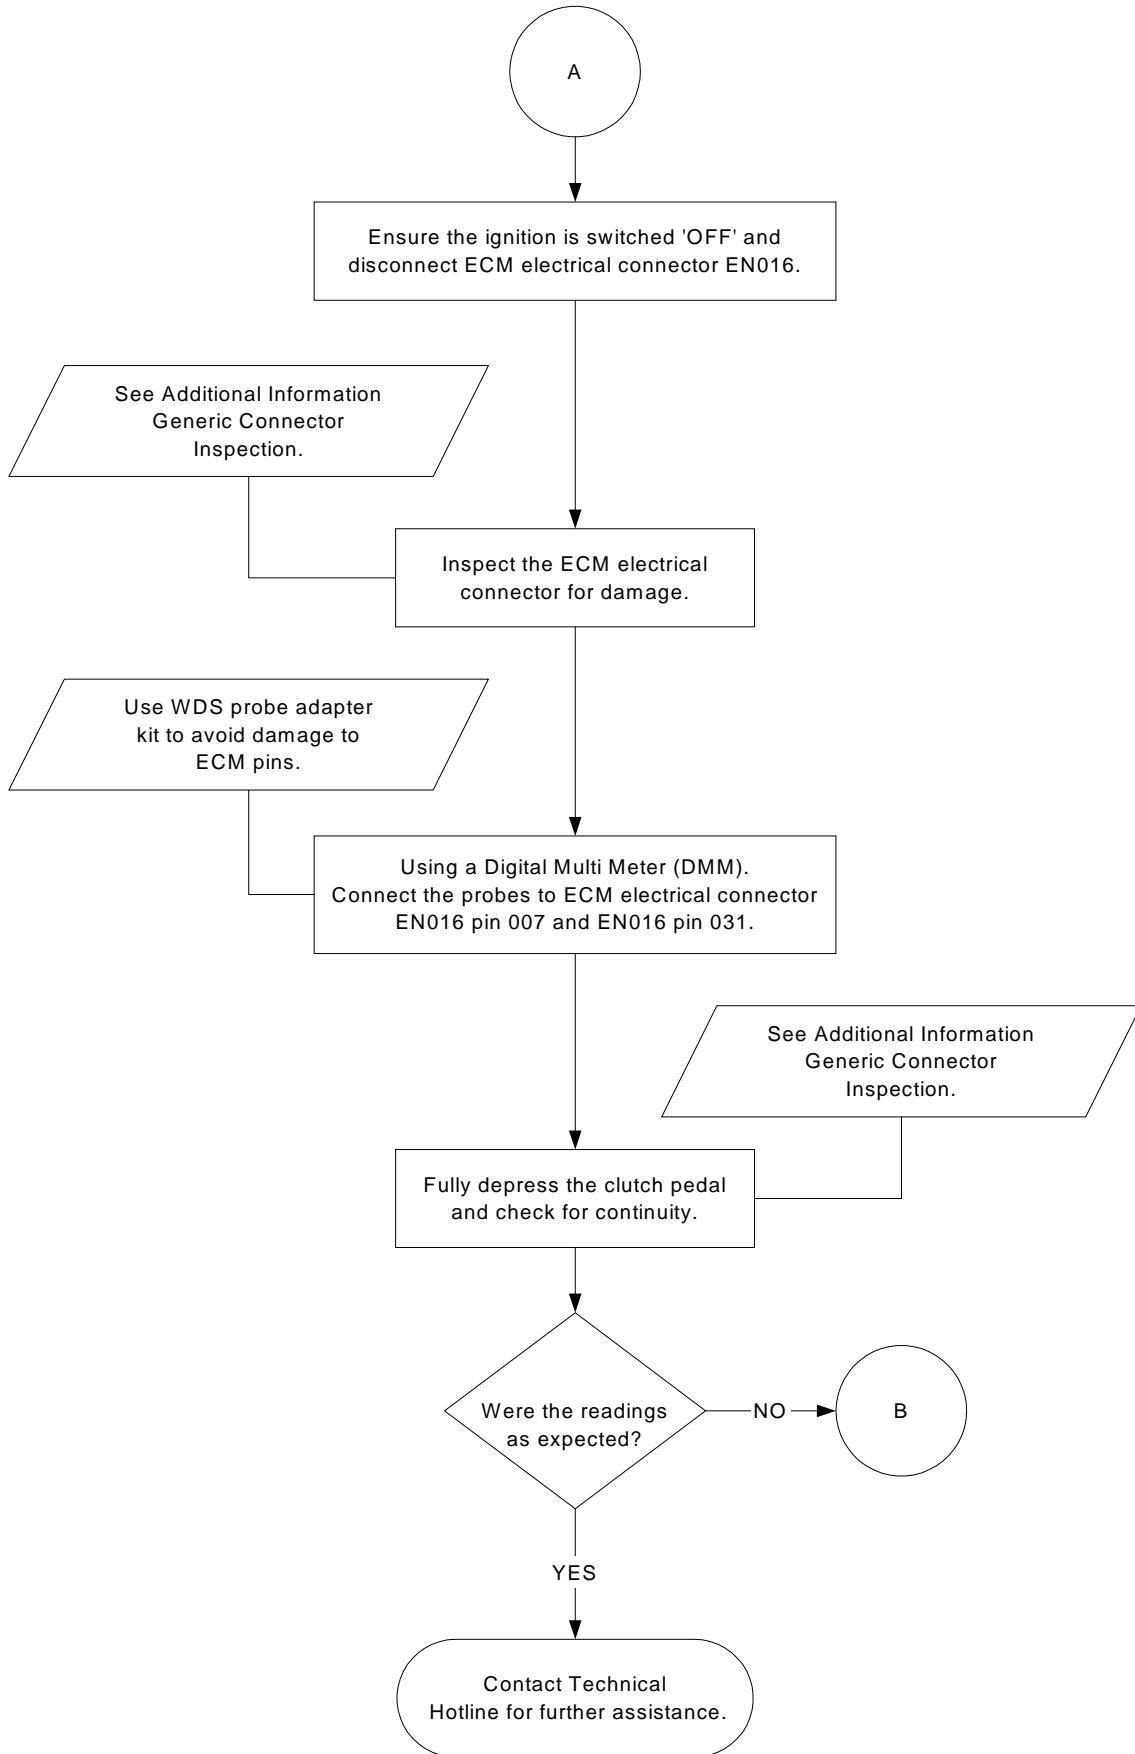 A
Ensure the ignition is switched 'OFF' and
disconnect ECM electrical connector EN016.
See Additional Information
Generic Connector
Inspection.
Inspect the ECM electrical
connector for damage.
Use WDS probe adapter
kit to avoid damage to
ECM pins.
Using a Digital Multi Meter (DMM).
Connect the probes to ECM electrical connector
EN016 pin 007 and EN016 pin 031.
See Additional Information
Generic Connector
Inspection.
Fully depress the clutch pedal
and check for continuity.
Were the readings
as expected?
NO
B
YES
Contact Technical
Hotline for further assistance.